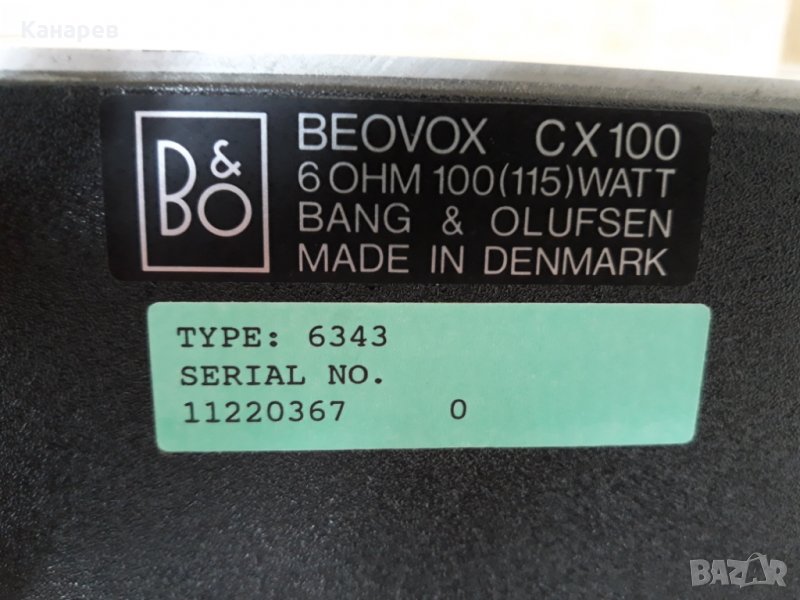 Канарев
B&O
BEOVOX CX100
6 OHM 100(115)WATT
BANG & OLUFSEN
MADE IN DENMARK
TYPE: 6343
SERIAL NO.
11220367 0
BAZAR